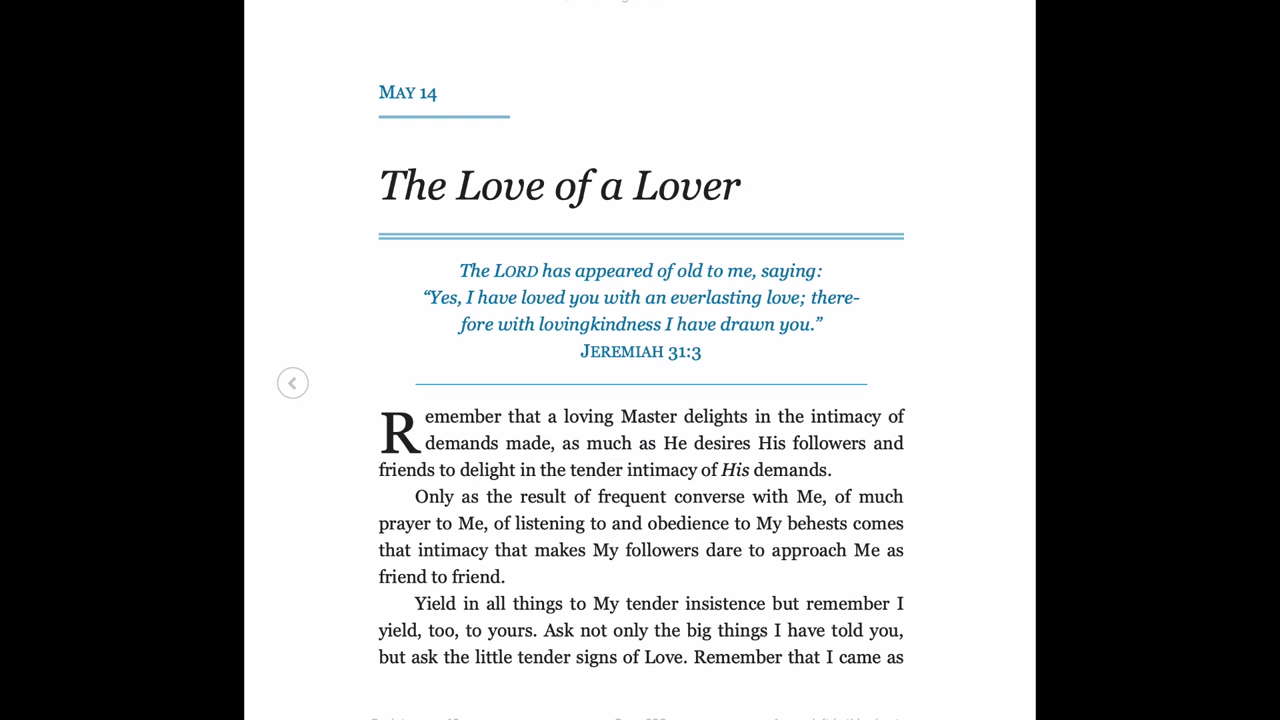 MAY 14
The Love of a Lover
The LORD has appeared of old to me, saying:
“Yes, I have loved you with an everlasting love; there-
fore with lovingkindness I have drawn you.”
JEREMIAH 31:3
Remember that a loving Master delights in the intimacy of
demands made, as much as He desires His followers and
friends to delight in the tender intimacy of His demands.
Only as the result of frequent converse with Me, of much
prayer to Me, of listening to and obedience to My behests comes
that intimacy that makes My followers dare to approach Me as
friend to friend.
Yield in all things to My tender insistence but remember I
yield, too, to yours. Ask not only the big things I have told you,
but ask the little tender signs of Love. Remember that I came as